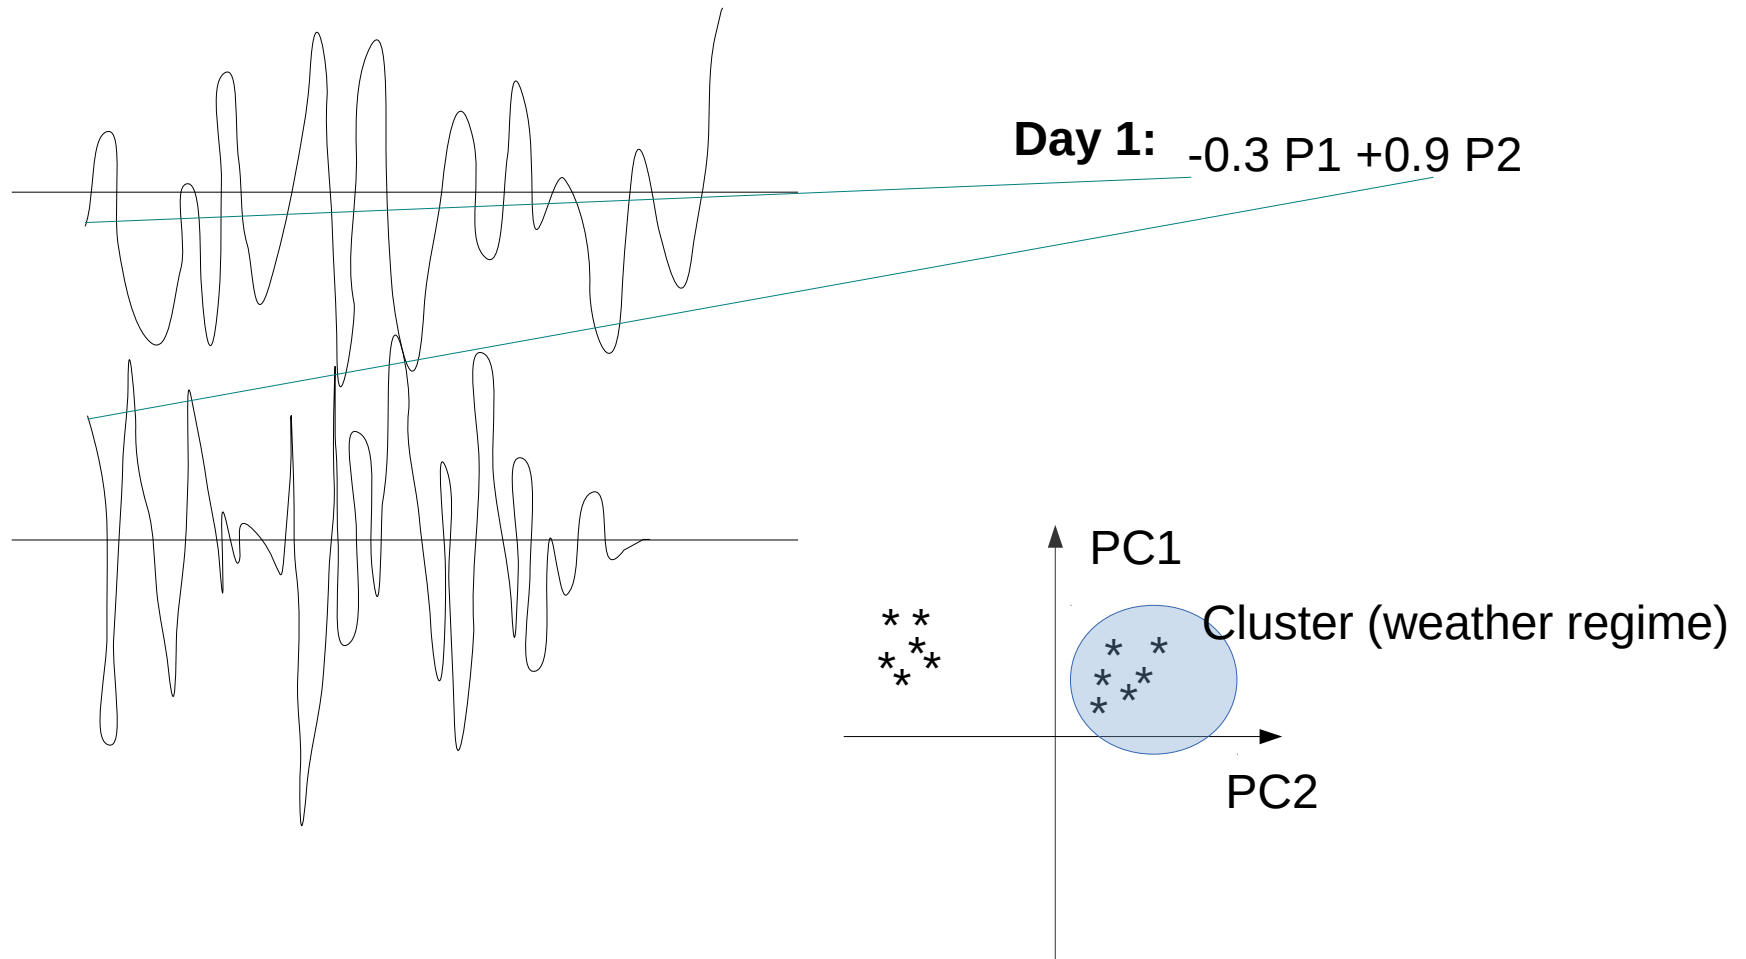 Day 1: -0.3 P1 +0.9 P2
PC1
Cluster (weather regime)
* *
* * *
*
* *
* *
* *
PC2